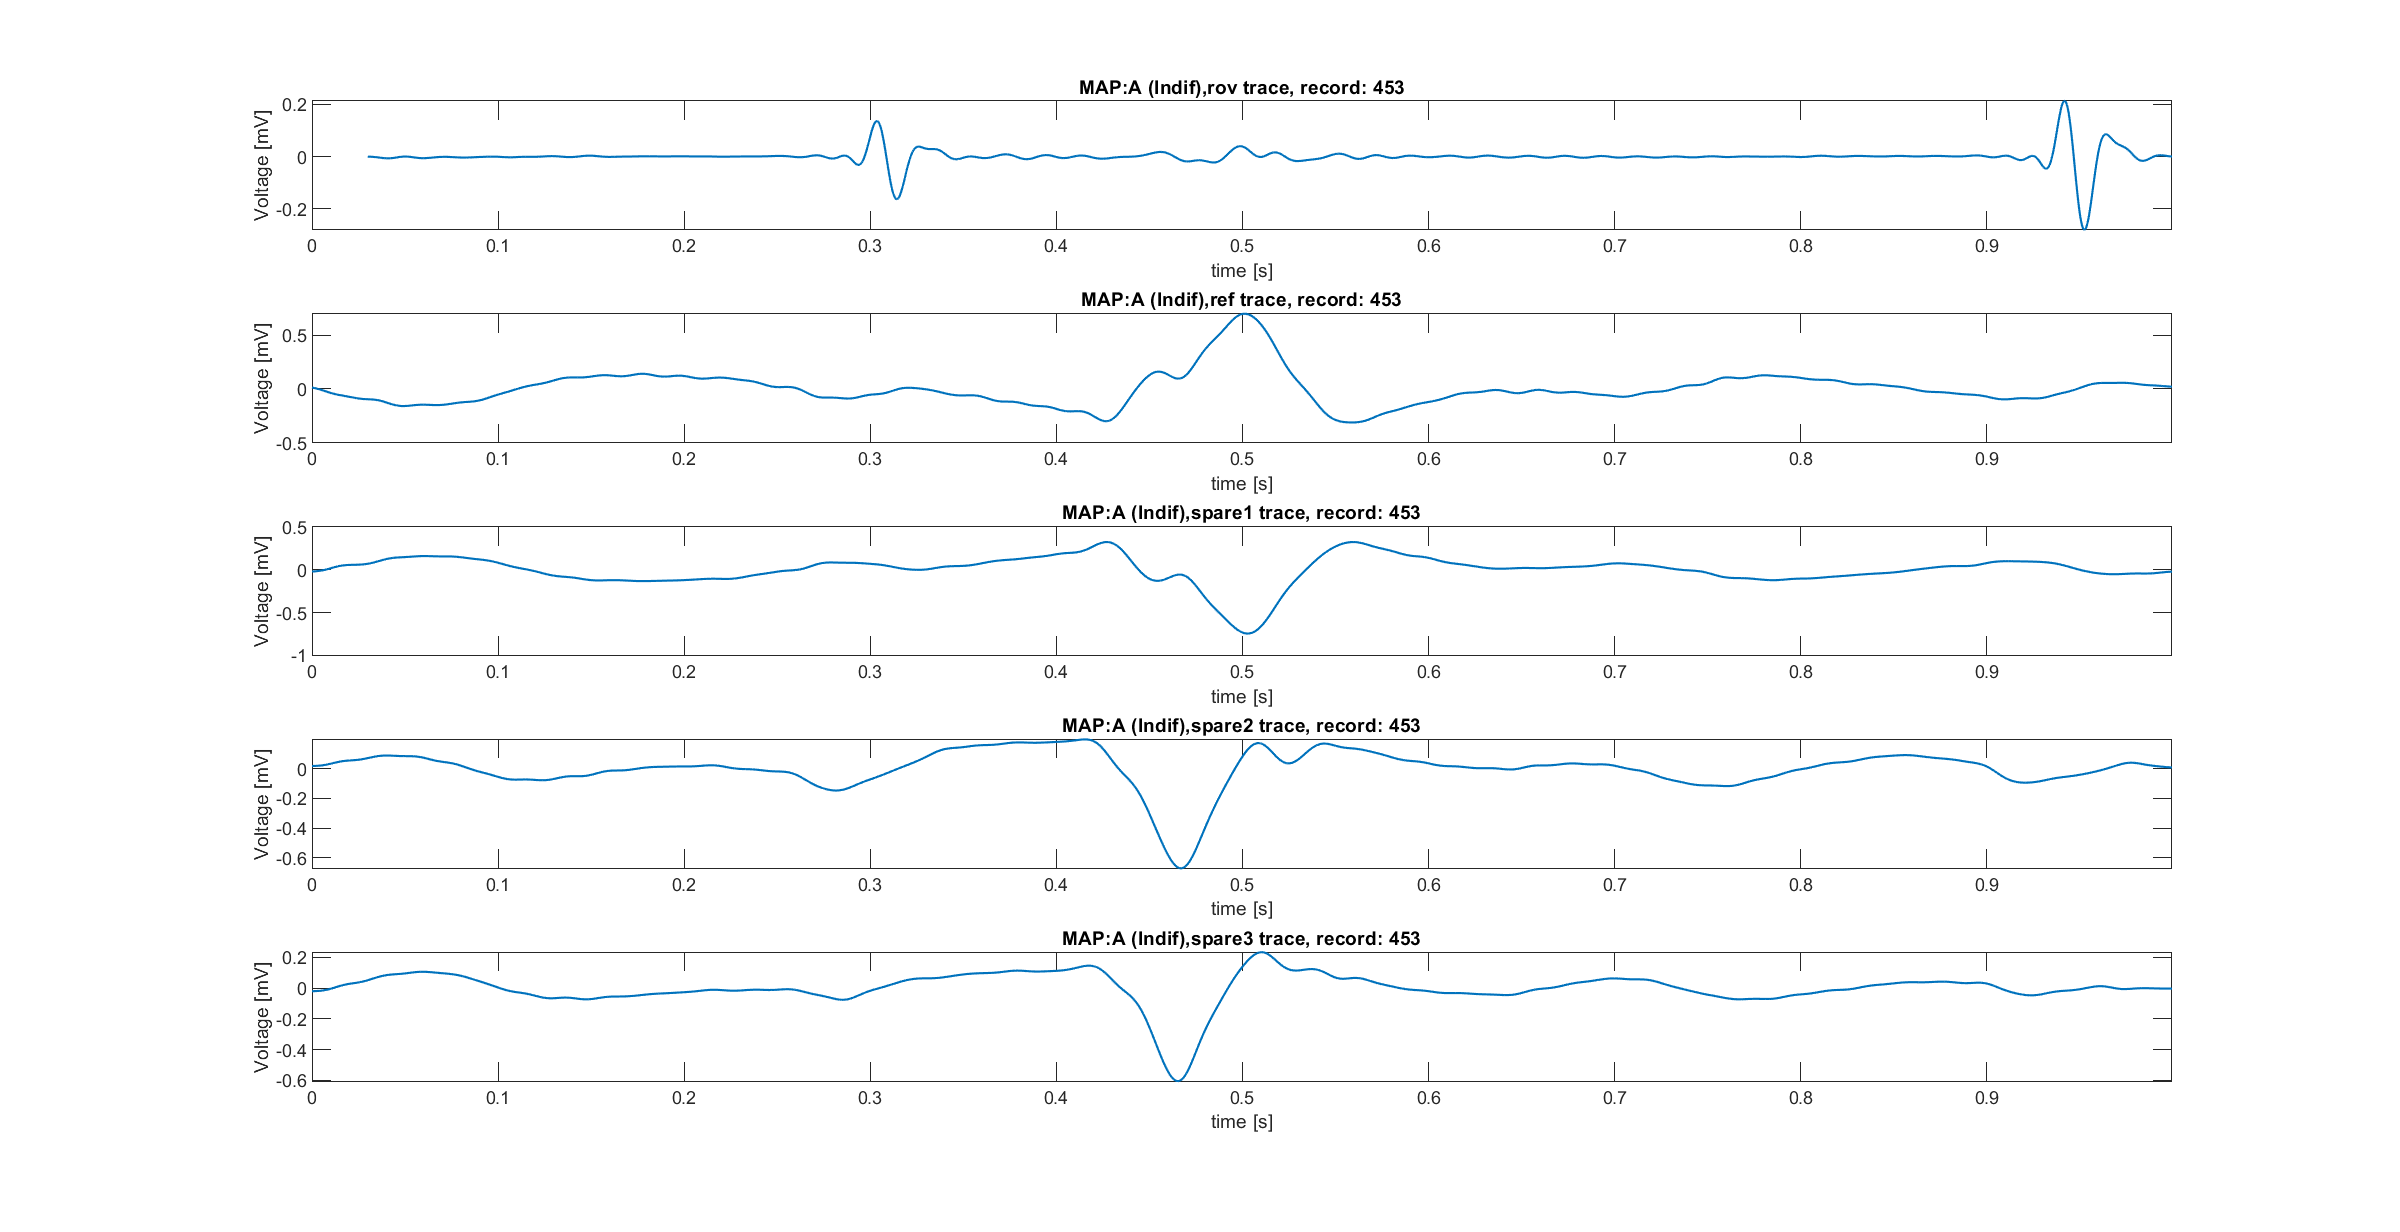 MAP:A (Indif),rov trace, record: 453
Voltage [mV]
0.2
0
-0.2
0 0.1 0.2 0.3 0.4 0.5 0.6 0.7 0.8 0.9
time [s]
MAP:A (Indif),ref trace, record: 453
Voltage [mV]
0.5
0
-0.5
0 0.1 0.2 0.3 0.4 0.5 0.6 0.7 0.8 0.9
time [s]
MAP:A (Indif),spare1 trace, record: 453
Voltage [mV]
0.5
0
-0.5
-1
0 0.1 0.2 0.3 0.4 0.5 0.6 0.7 0.8 0.9
time [s]
MAP:A (Indif),spare2 trace, record: 453
Voltage [mV]
0
-0.2
-0.4
-0.6
0 0.1 0.2 0.3 0.4 0.5 0.6 0.7 0.8 0.9
time [s]
MAP:A (Indif),spare3 trace, record: 453
Voltage [mV]
0.2
0
-0.2
-0.4
-0.6
0 0.1 0.2 0.3 0.4 0.5 0.6 0.7 0.8 0.9
time [s]